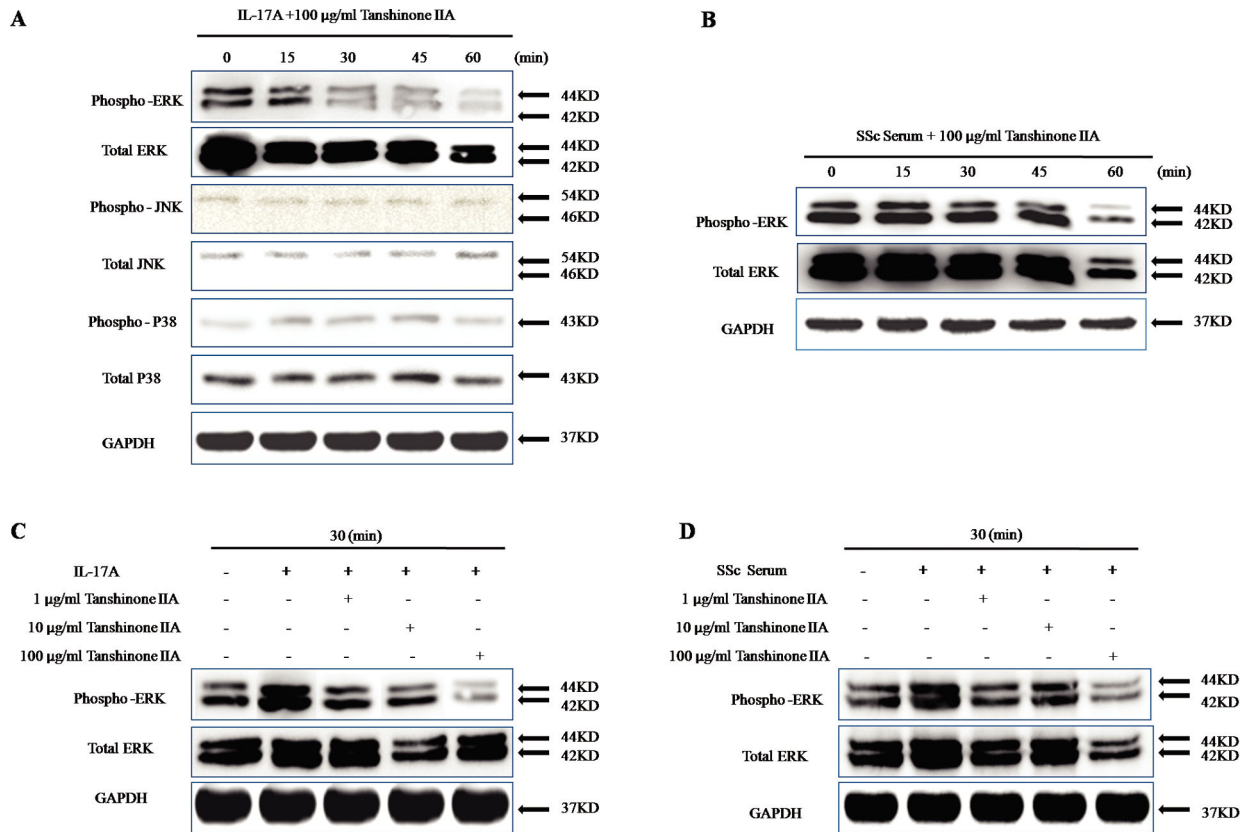 A
IL-17A +100 µg/ml Tanshinone IIA
0 15 30 45 60 (min)
Phospho-ERK 44KD
42KD
Total ERK 44KD
42KD
Phospho-JNK 54KD
46KD
Total JNK 54KD
46KD
Phospho-P38 43KD
Total P38 43KD
GAPDH 37KD
B
SSc Serum + 100 µg/ml Tanshinone IIA
0 15 30 45 60 (min)
Phospho-ERK 44KD
42KD
Total ERK 44KD
42KD
GAPDH 37KD
C
30 (min)
IL-17A - + + + +
1 µg/ml Tanshinone IIA - - + - -
10 µg/ml Tanshinone IIA - - - + -
100 µg/ml Tanshinone IIA - - - - +
Phospho-ERK 44KD
42KD
Total ERK 44KD
42KD
GAPDH 37KD
D
30 (min)
SSc Serum - + + + +
1 µg/ml Tanshinone IIA - - + - -
10 µg/ml Tanshinone IIA - - - + -
100 µg/ml Tanshinone IIA - - - - +
Phospho-ERK 44KD
42KD
Total ERK 44KD
42KD
GAPDH 37KD